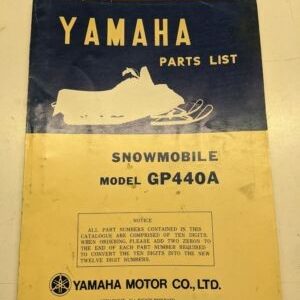 YAMAHA
PARTS LIST
SNOWMOBILE
MODEL GP440A
NOTICE
ALL PART NUMBERS CONTAINED IN THIS
CATALOGUE ARE COMPRISED OF TEN DIGITS.
WHEN ORDERING, PLEASE ADD TWO ZEROS TO
THE END OF EACH PART NUMBER REQUIRED
TO CONVERT THE TEN DIGITS INTO THE NEW
TWELVE DIGIT NUMBERS.
YAMAHA MOTOR CO., LTD.